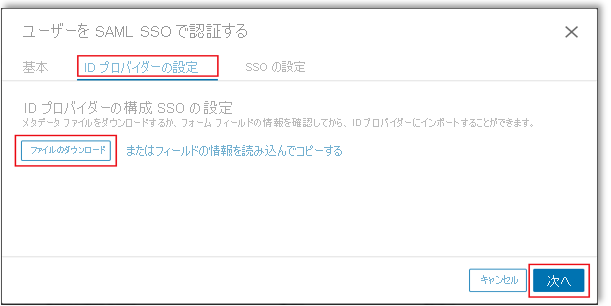 ユーザーを SAML SSO で認証する
基本 ID プロバイダーの設定 SSO の設定
ID プロバイダーの構成 SSO の設定
メタデータ ファイルをダウンロードするか、フォーム フィールドの情報を確認してから、ID プロバイダーにインポートすることができます。
ファイルのダウンロード またはフィールドの情報を読み込んでコピーする
キャンセル 次へ